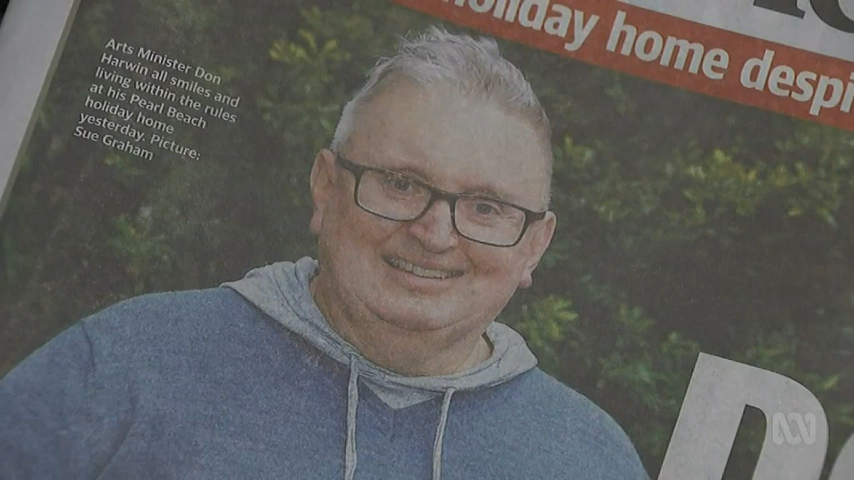 holiday home despi
Arts Minister Don
Harwin all smiles and
living within the rules
at his Pearl Beach
holiday home
yesterday. Picture:
Sue Graham